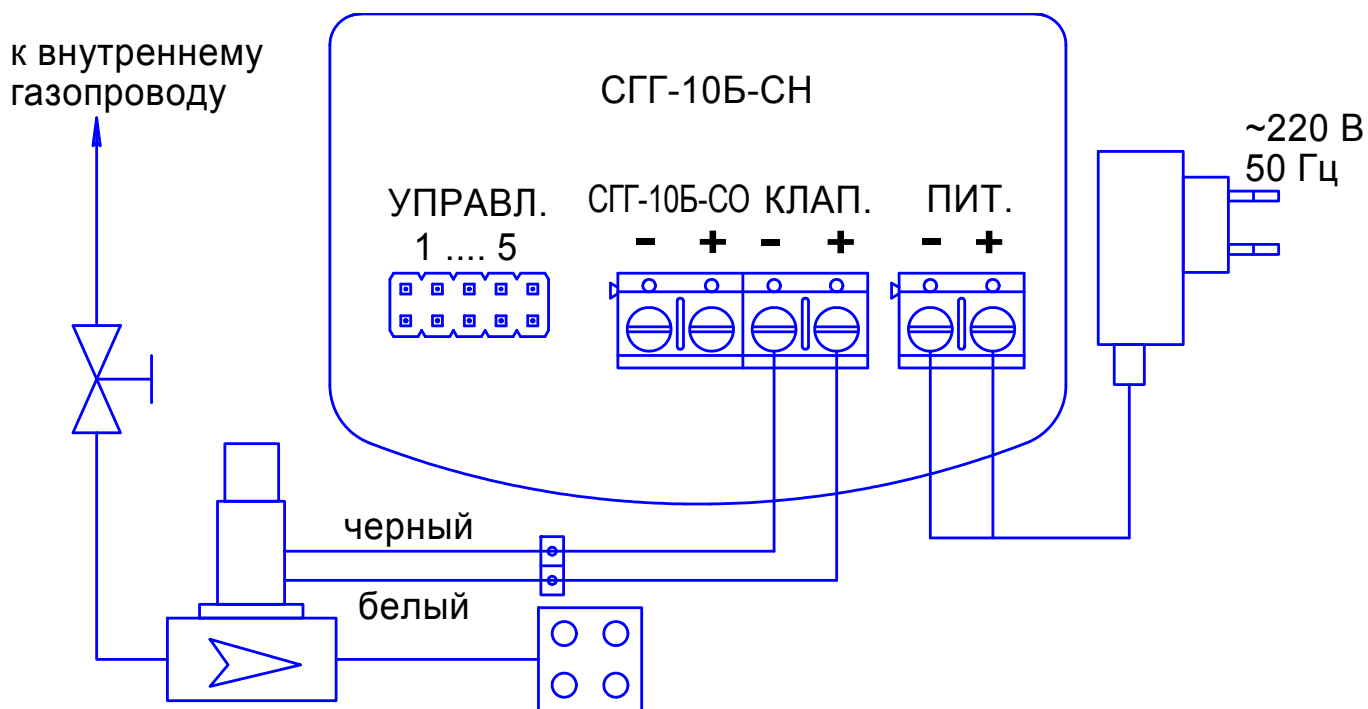 к внутреннему
газопроводу
СГГ-10Б-СН
~220 В
50 Гц
УПРАВЛ.
1 .... 5
СГГ-10Б-СО КЛАП. ПИТ.
- + - + - +
черный
белый